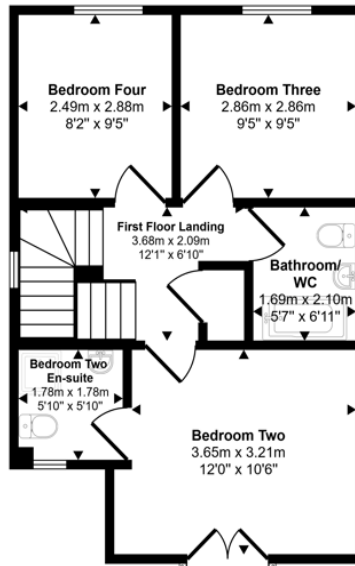 Bedroom Four
2.49m x 2.88m
8'2" x 9'5"
Bedroom Three
2.86m x 2.86m
9'5" x 9'5"
First Floor Landing
3.68m x 2.09m
12'1" x 6'10"
Bathroom/
WC
1.69m x 2.10m
5'7" x 6'11"
Bedroom Two
En-suite
1.78m x 1.78m
5'10" x 5'10"
Bedroom Two
3.65m x 3.21m
12'0" x 10'6"